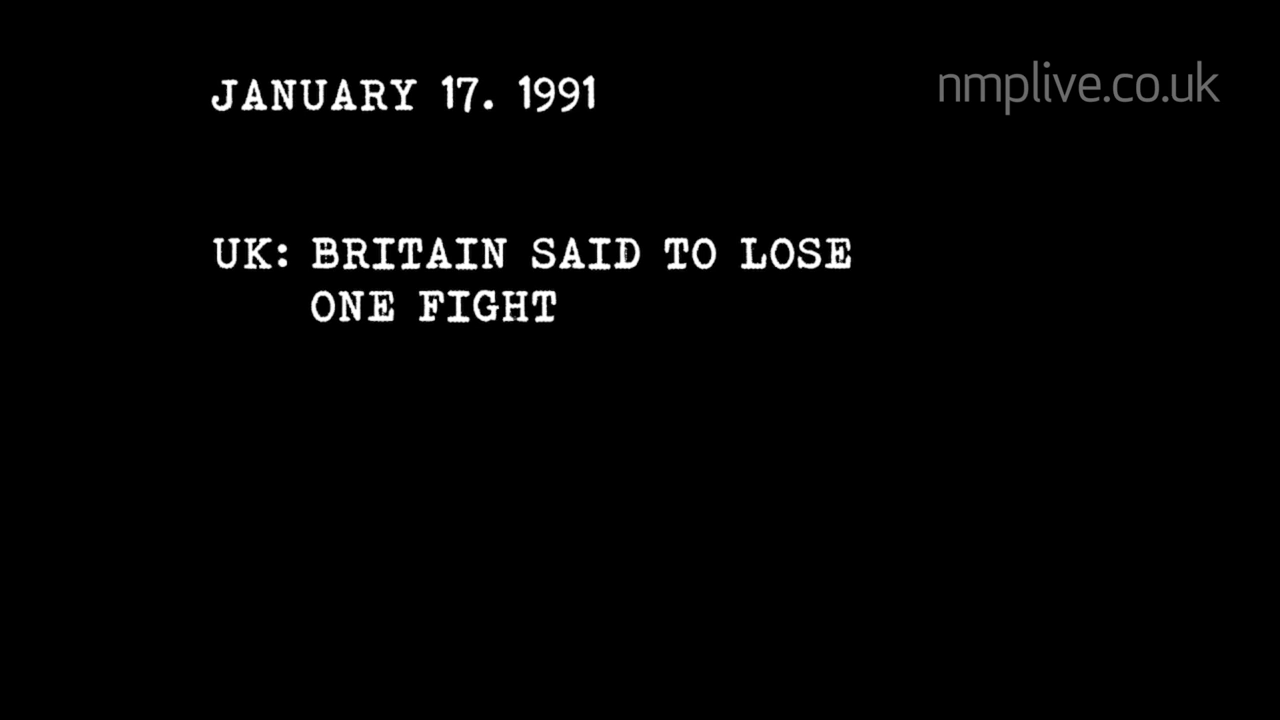 JANUARY 17. 1991
nmplive.co.uk
UK: BRITAIN SAID TO LOSE
ONE FIGHT